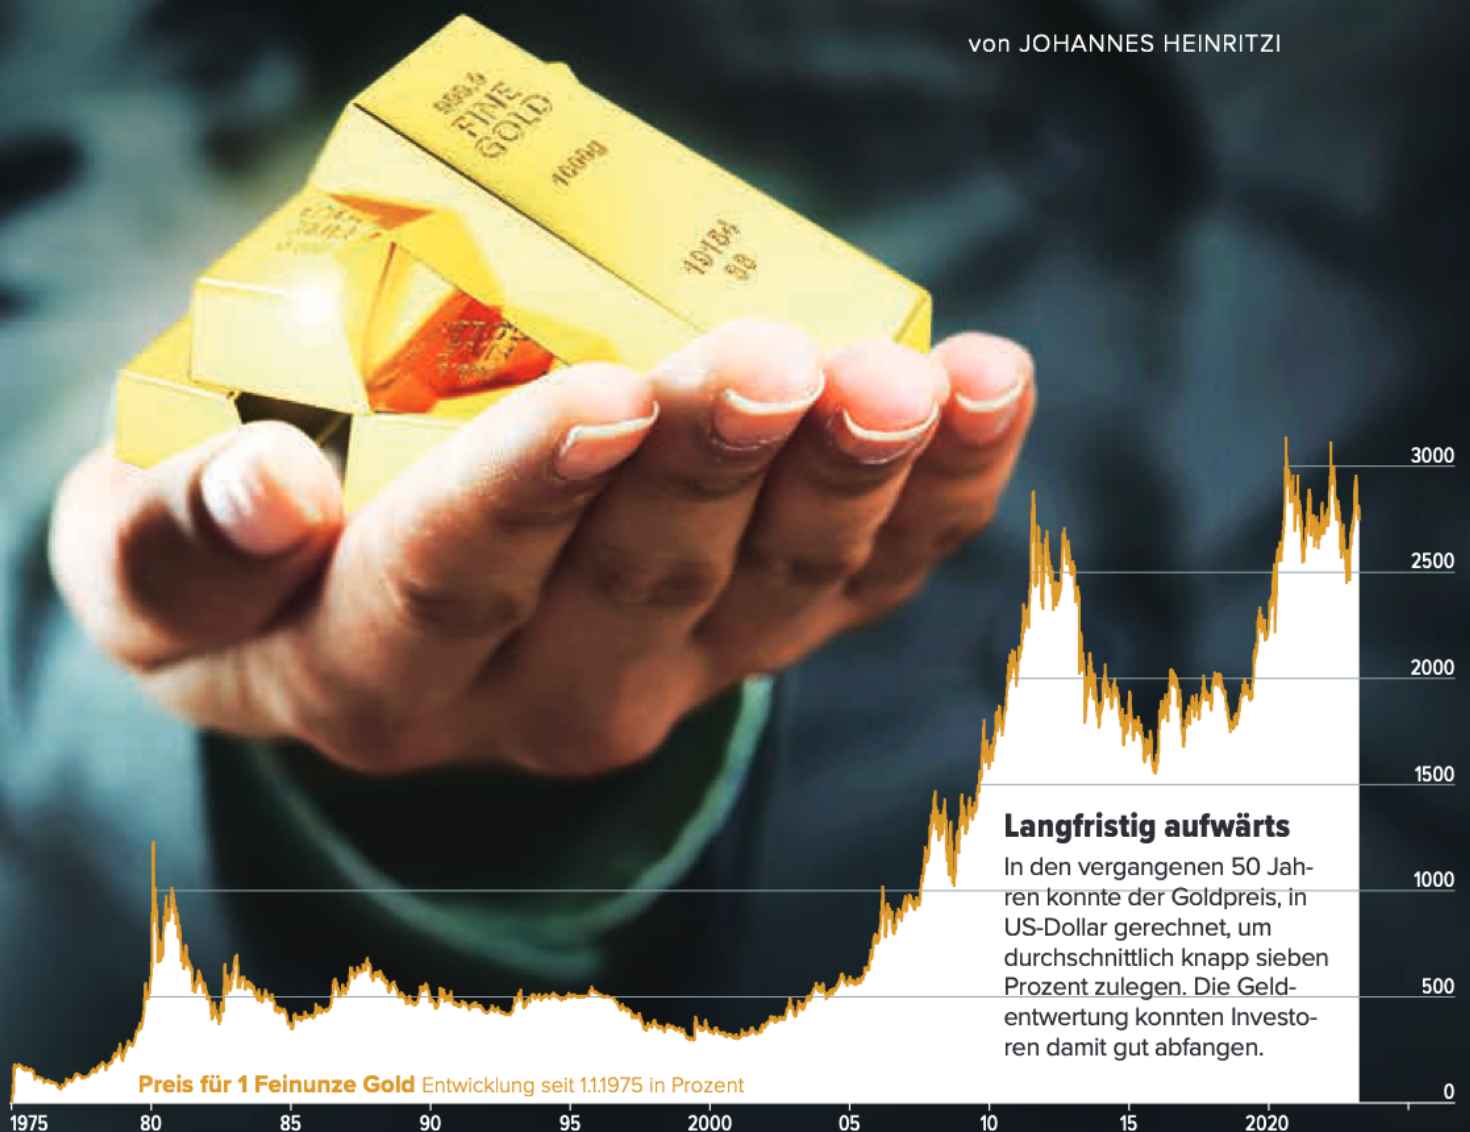 von JOHANNES HEINRITZI
999.9
FINE
GOLD
1000g
3000
2500
2000
1500
Langfristig aufwärts
In den vergangenen 50 Jah-
ren konnte der Goldpreis, in
US-Dollar gerechnet, um
durchschnittlich knapp sieben
Prozent zulegen. Die Geld-
entwertung konnten Investo-
ren damit gut abfangen.
1000
500
0
Preis für 1 Feinunze Gold Entwicklung seit 1.1.1975 in Prozent
1975 80 85 90 95 2000 05 10 15 2020